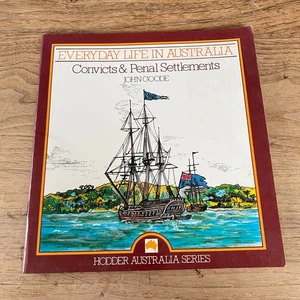 EVERYDAY LIFE IN AUSTRALIA
Convicts & Penal Settlements
JOHN GOODE
HODDER AUSTRALIA SERIES